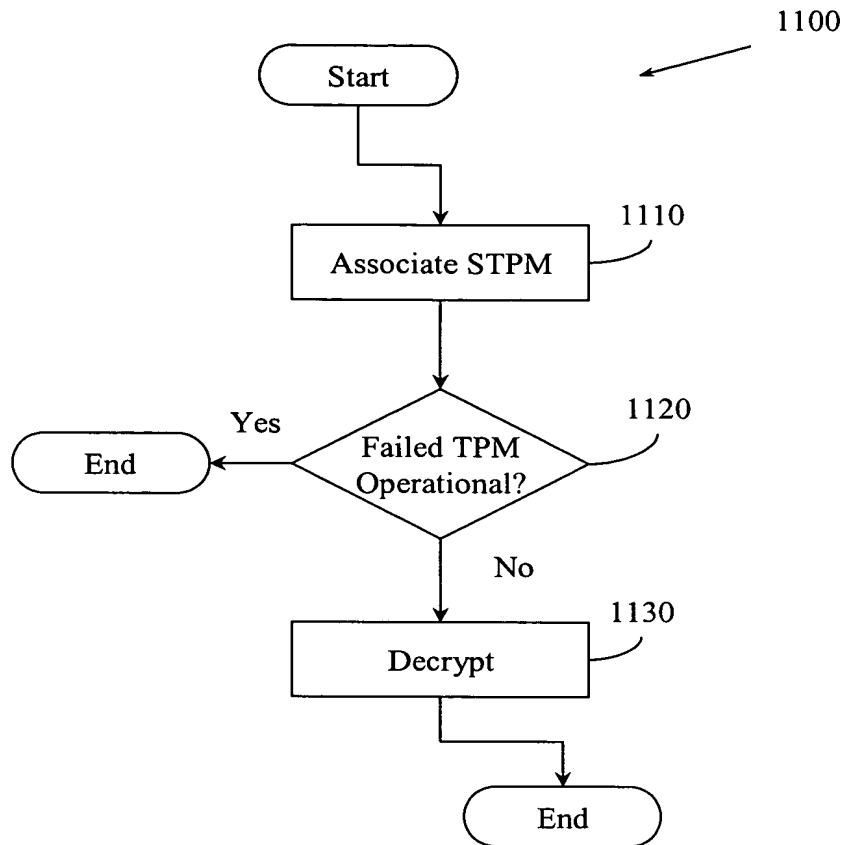 1100
Start
1110
Associate STPM
1120
Yes
Failed TPM
Operational?
End
No
1130
Decrypt
End